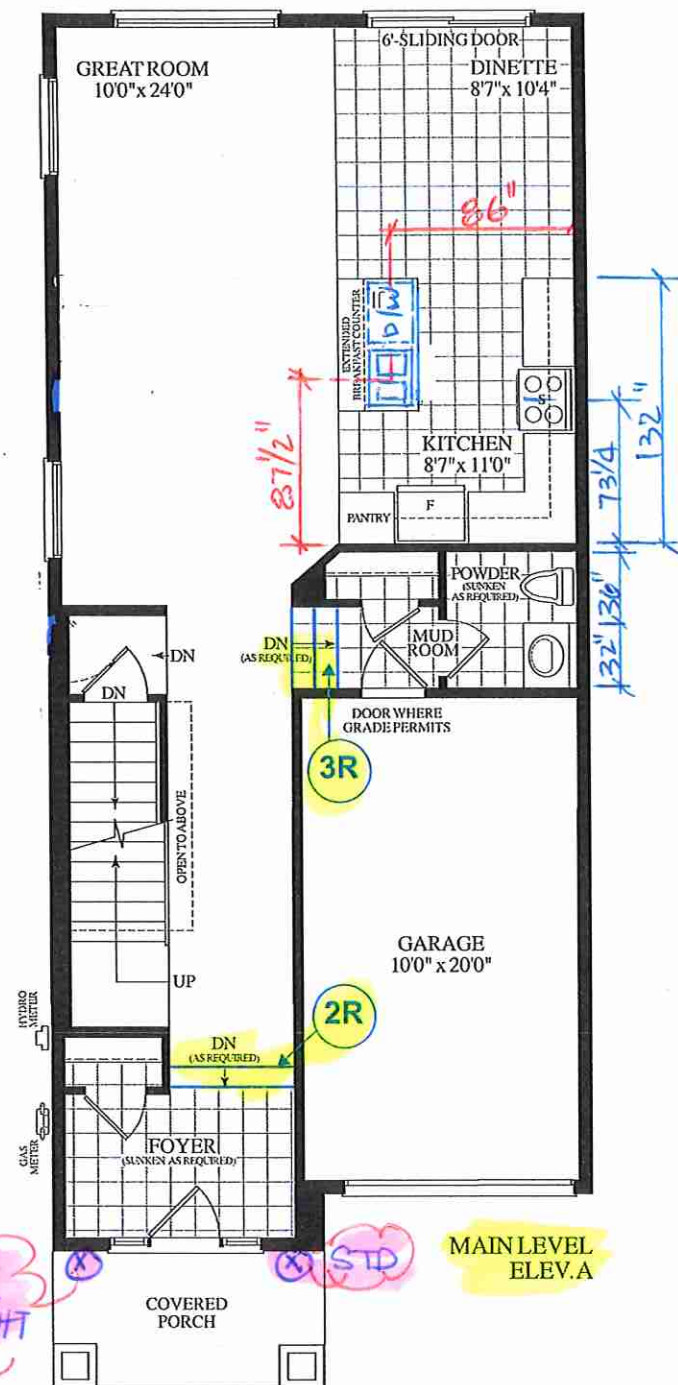 6'-SLIDING DOOR
GREAT ROOM
10'0" x 24'0"
DINETTE
8'7" x 10'4"
86"
EXTENDED
BREAKFAST COUNTER
D/W
S
132"
87 1/2"
KITCHEN
8'7" x 11'0"
73 1/4
PANTRY
F
POWDER
(SUNKEN
AS REQUIRED)
36"
32"
MUD
ROOM
DN
(AS REQUIRED)
DN
DN
DOOR WHERE
GRADE PERMITS
3R
OPEN TO ABOVE
GARAGE
10'0" x 20'0"
UP
2R
HYDRO
METER
DN
(AS REQUIRED)
GAS
METER
FOYER
(SUNKEN AS REQUIRED)
MAIN LEVEL
ELEV. A
X
X
STD
COVERED
PORCH